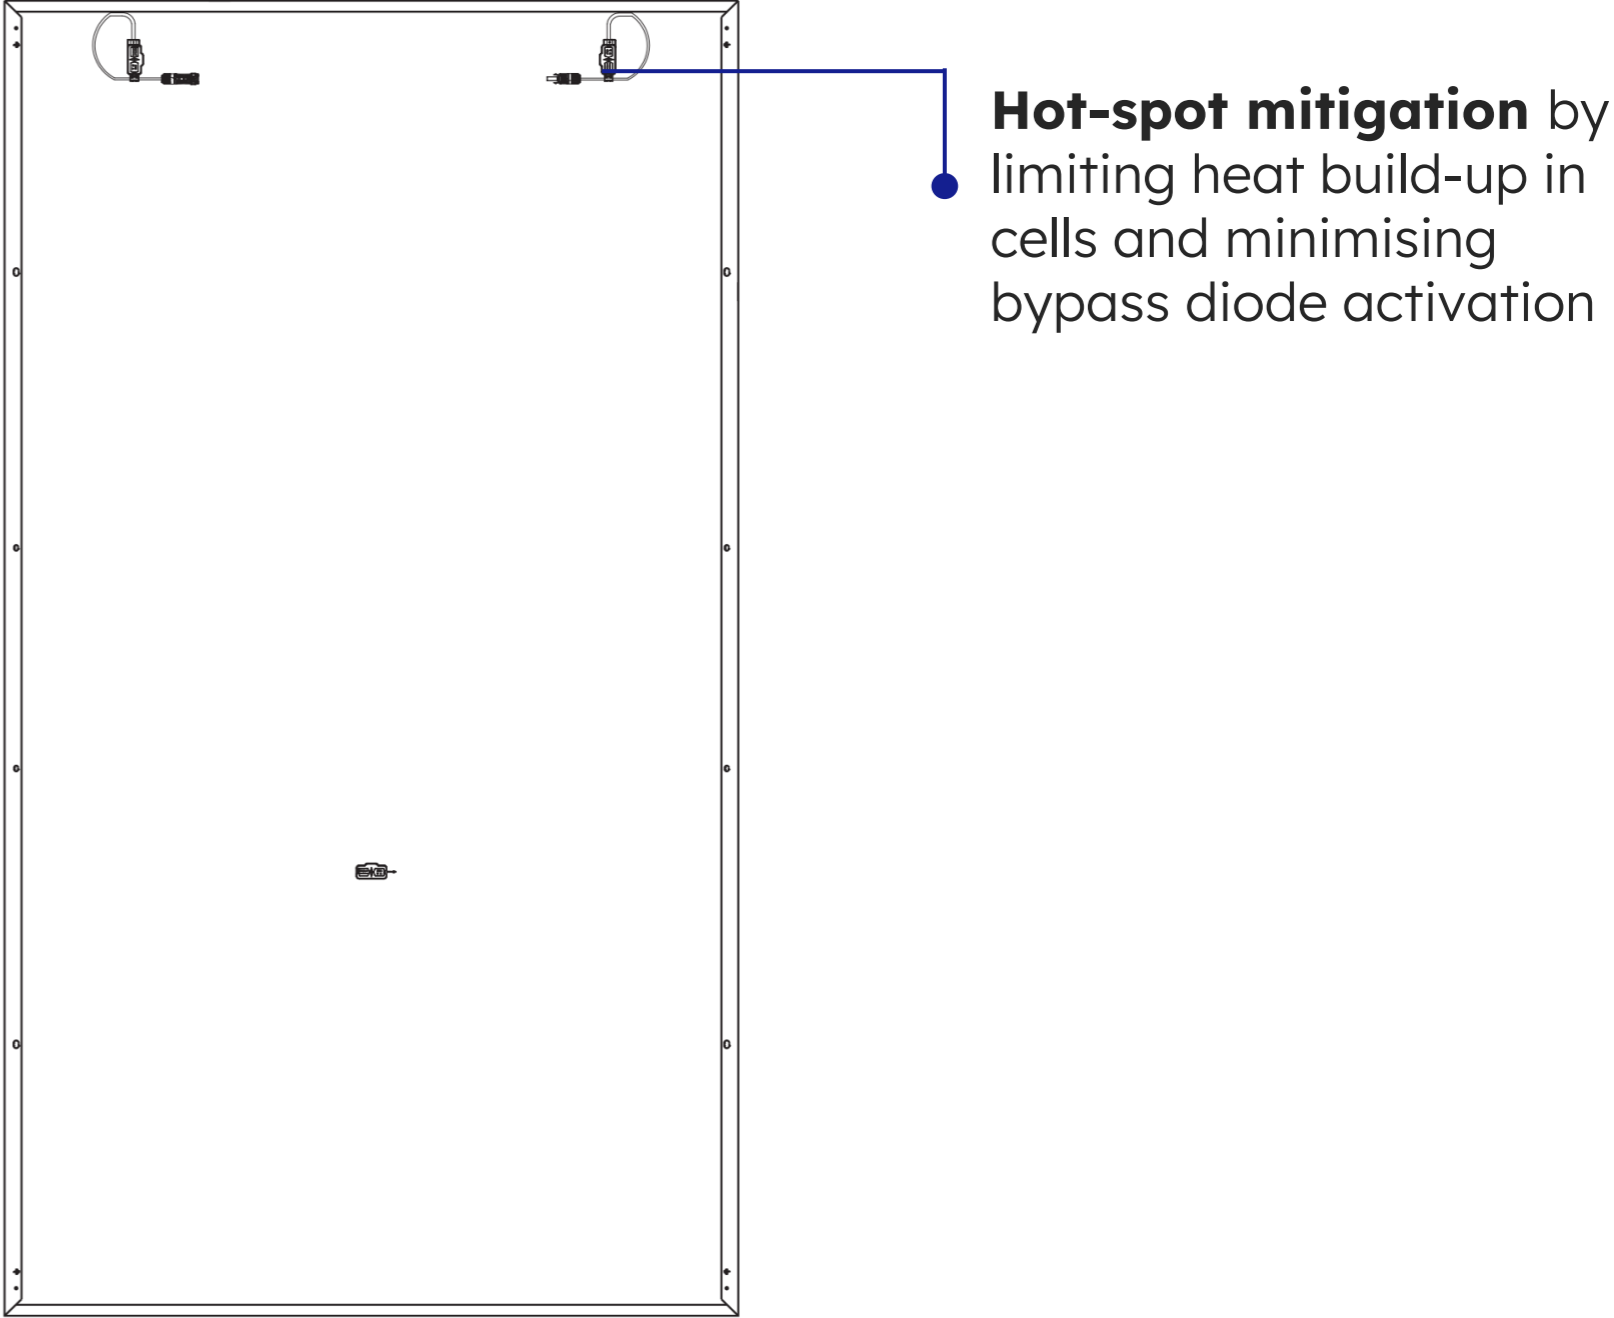 Hot-spot mitigation by
limiting heat build-up in
cells and minimising
bypass diode activation